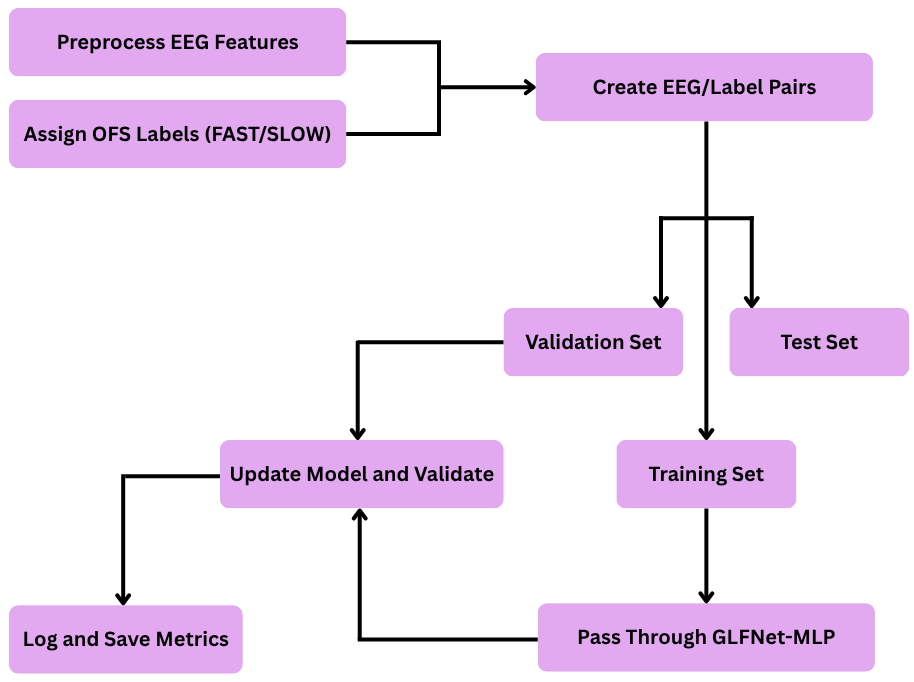 Preprocess EEG Features
Assign OFS Labels (FAST/SLOW)
Create EEG/Label Pairs
Validation Set
Test Set
Update Model and Validate
Training Set
Log and Save Metrics
Pass Through GLFNet-MLP